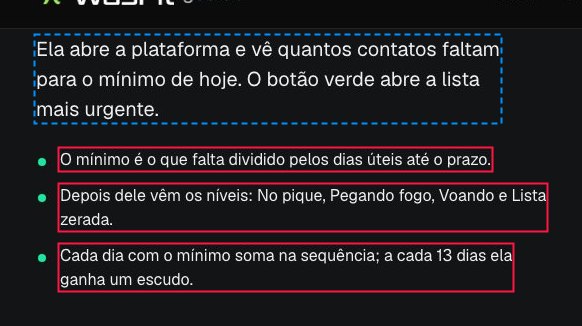 Ela abre a plataforma e vê quantos contatos faltam
para o mínimo de hoje. O botão verde abre a lista
mais urgente.
O mínimo é o que falta dividido pelos dias úteis até o prazo.
Depois dele vêm os níveis: No pique, Pegando fogo, Voando e Lista
zerada.
Cada dia com o mínimo soma na sequência; a cada 13 dias ela
ganha um escudo.